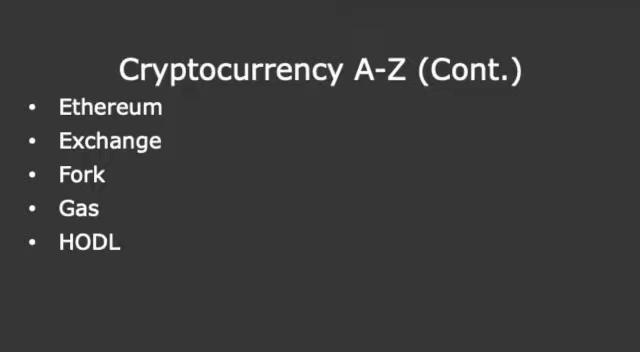 Cryptocurrency A-Z (Cont.)
• Ethereum
• Exchange
• Fork
• Gas
• HODL